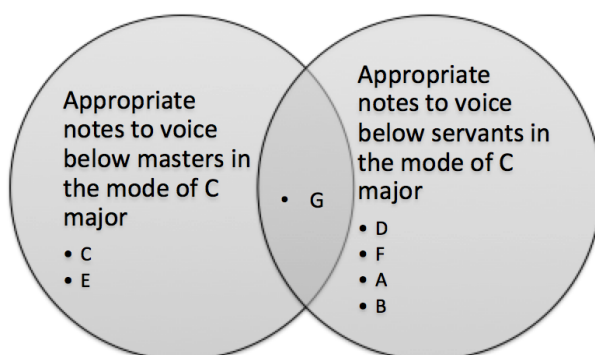 Appropriate
notes to voice
below masters in
the mode of C
major
• C
• E
• G
Appropriate
notes to voice
below servants in
the mode of C
major
• D
• F
• A
• B